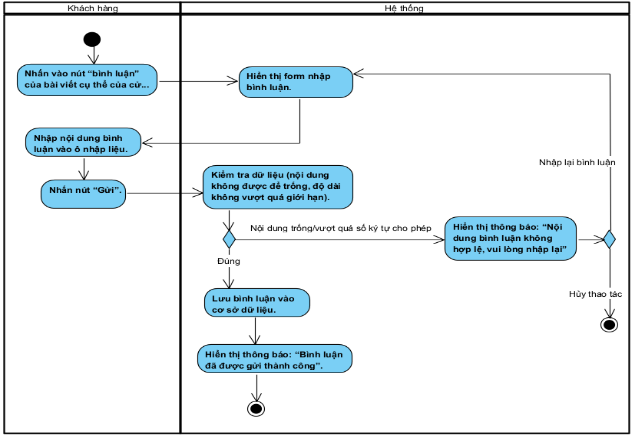 Khách hàng
Hệ thống
Nhấn vào nút “bình luận”
của bài viết cụ thể của cử...
Hiển thị form nhập
bình luận.
Nhập nội dung bình
luận vào ô nhập liệu.
Nhấn nút “Gửi”.
Kiểm tra dữ liệu (nội dung
không được để trống, độ dài
không vượt quá giới hạn).
Nhập lại bình luận
Nội dung trống/vượt quá số ký tự cho phép
Hiển thị thông báo: “Nội
dung bình luận không
hợp lệ, vui lòng nhập lại”
Đúng
Hủy thao tác
Lưu bình luận vào
cơ sở dữ liệu.
Hiển thị thông báo: “Bình luận
đã được gửi thành công”.